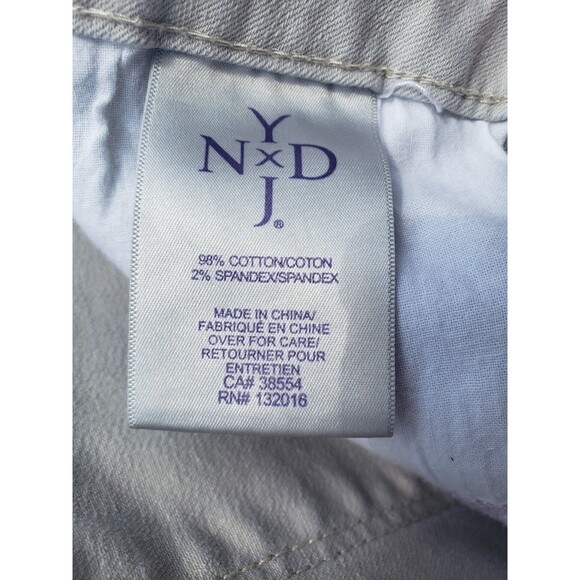 Y
N x D
J®
98% COTTON/COTON
2% SPANDEX/SPANDEX
MADE IN CHINA/
FABRIQUÉ EN CHINE
OVER FOR CARE/
RETOURNER POUR
ENTRETIEN
CA# 38554
RN# 132016